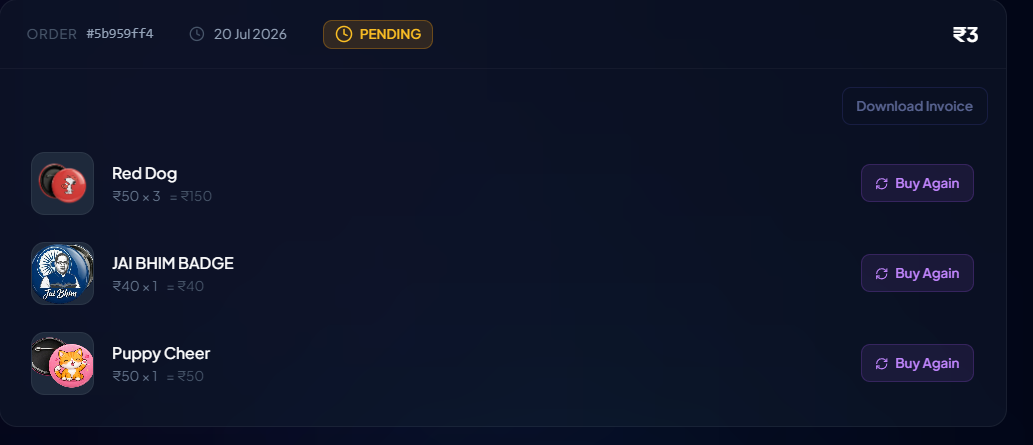 ORDER #5b959ff4 20 Jul 2026 PENDING ₹3
Download Invoice
Red Dog
₹50 × 3 = ₹150
Buy Again
JAI BHIM BADGE
₹40 × 1 = ₹40
Buy Again
Jai Bhim
Puppy Cheer
₹50 × 1 = ₹50
Buy Again